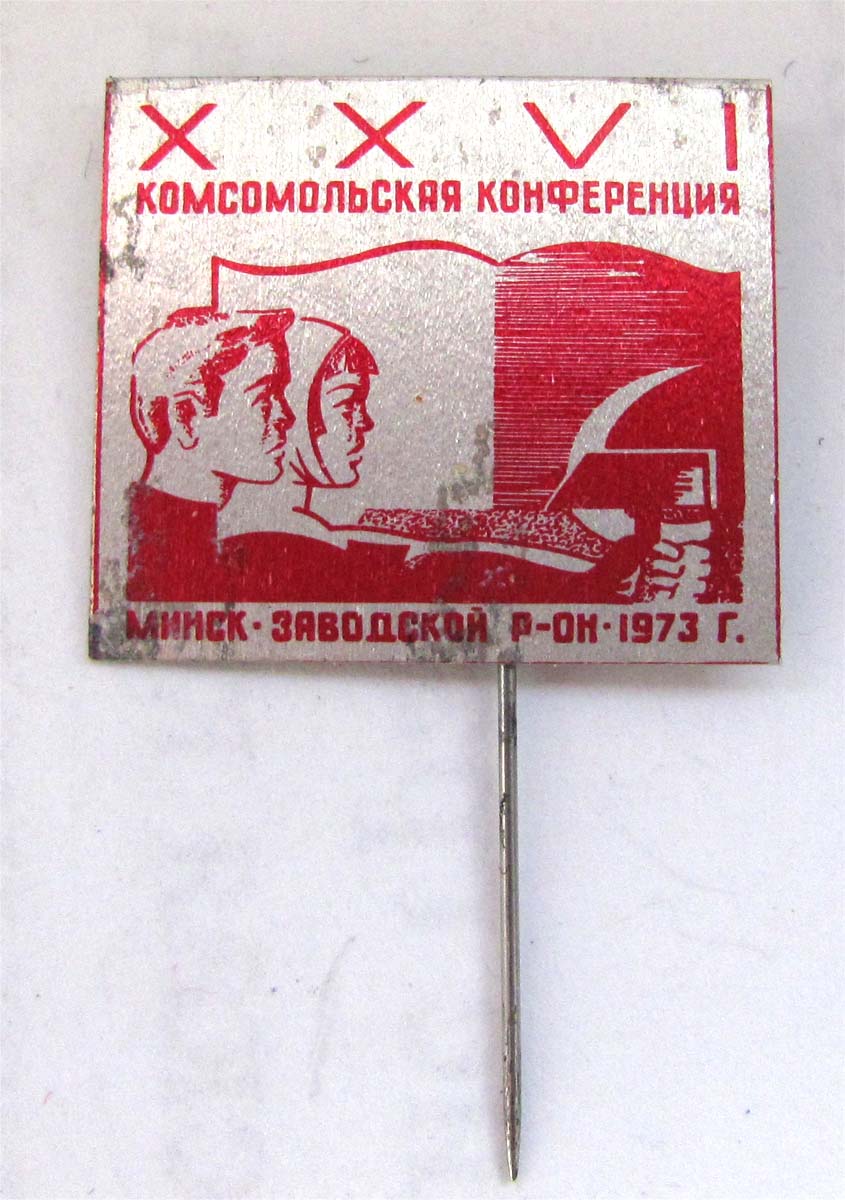 XXVI
КОМСОМОЛЬСКАЯ КОНФЕРЕНЦИЯ
МИНСК · ЗАВОДСКОЙ Р-ОН · 1973 Г.